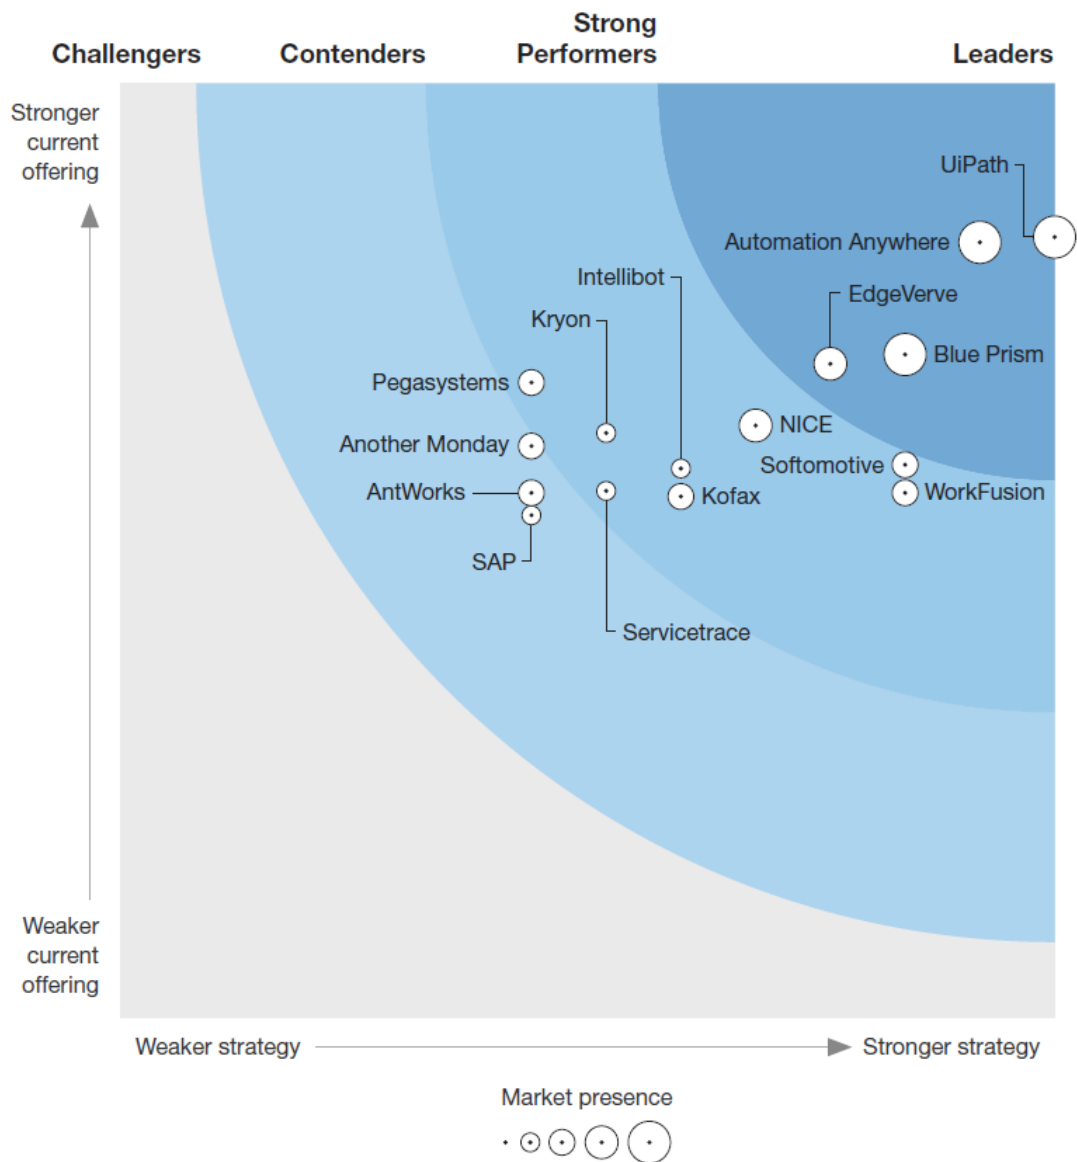 Challengers
Contenders
Strong
Performers
Leaders
Stronger
current
offering
UiPath
Automation Anywhere
Intellibot
EdgeVerve
Kryon
Blue Prism
Pegasystems
NICE
Another Monday
Softomotive
AntWorks
Kofax
WorkFusion
SAP
Servicetrace
Weaker
current
offering
Weaker strategy
Stronger strategy
Market presence